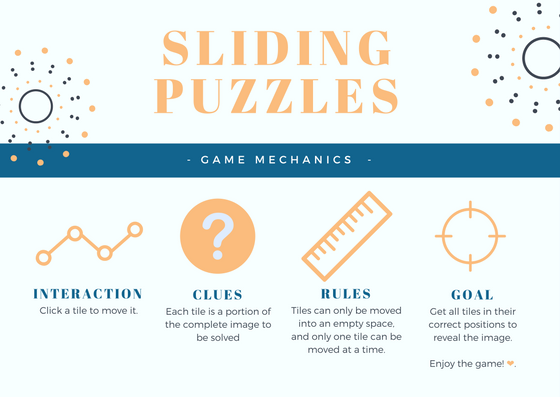 SLIDING
PUZZLES
- GAME MECHANICS -
?
INTERACTION
Click a tile to move it.
CLUES
Each tile is a portion of
the complete image to
be solved
RULES
Tiles can only be moved
into an empty space,
and only one tile can be
moved at a time.
GOAL
Get all tiles in their
correct positions to
reveal the image.
Enjoy the game! ❤.